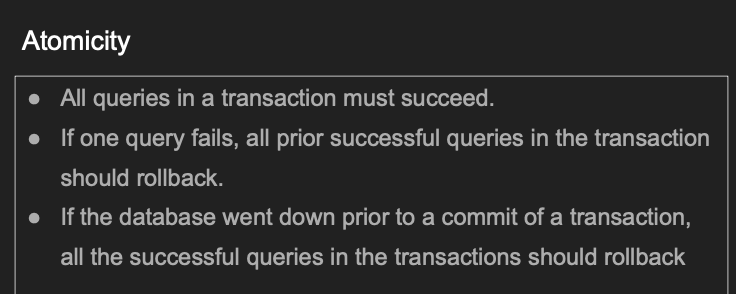 Atomicity
● All queries in a transaction must succeed.
● If one query fails, all prior successful queries in the transaction
should rollback.
● If the database went down prior to a commit of a transaction,
all the successful queries in the transactions should rollback